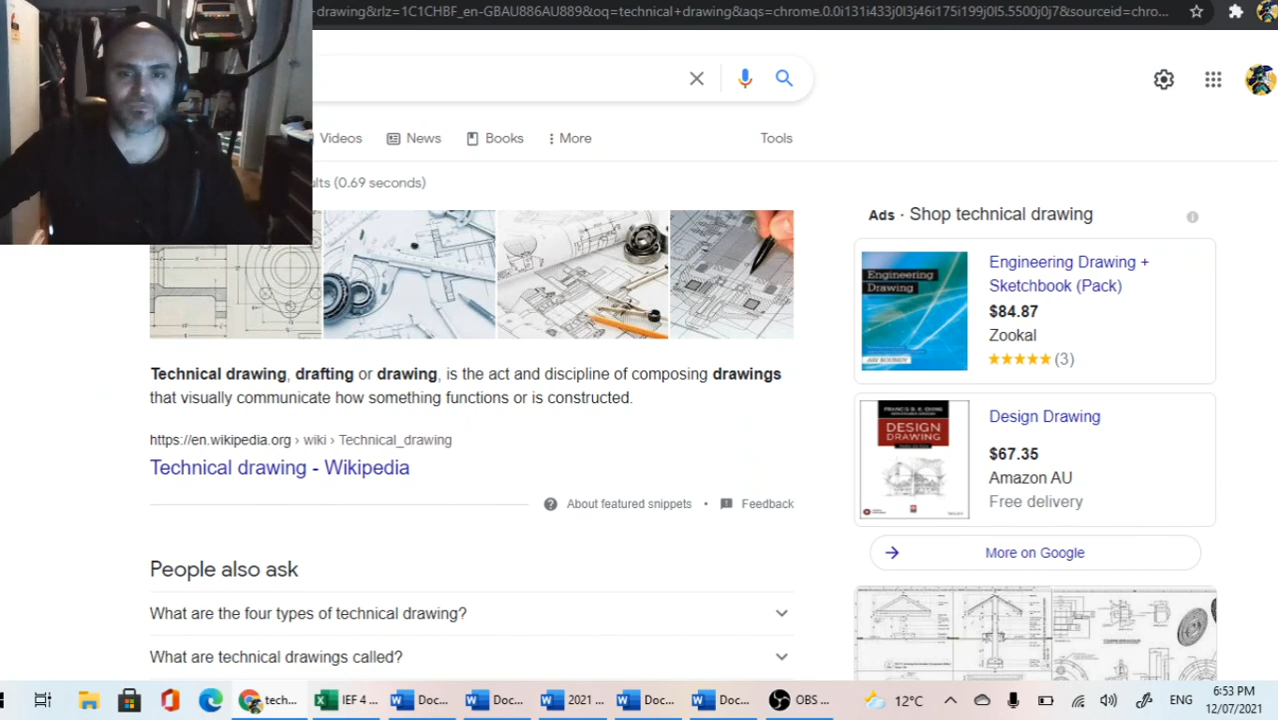 drawing&rlz=1C1CHBF_en-GBAU886AU889&oq=technical+drawing&aqs=chrome.0.0i131i433j0l3j46i175i199j0l5.5500j0j7&sourceid=chro...
Videos
News
Books
More
Tools
ults (0.69 seconds)
Ads · Shop technical drawing
Engineering Drawing
Engineering Drawing +
Sketchbook (Pack)
$84.87
Zookal
(3)
FRANCIS D. K. CHING
DESIGN
DRAWING
Design Drawing
$67.35
Amazon AU
Free delivery
More on Google
Technical drawing, drafting or drawing, is the act and discipline of composing drawings
that visually communicate how something functions or is constructed.
https://en.wikipedia.org › wiki › Technical_drawing
Technical drawing - Wikipedia
About featured snippets • Feedback
People also ask
What are the four types of technical drawing?
What are technical drawings called?
tech...
IEF 4 ...
Doc...
Doc...
2021 ...
Doc...
Doc...
OBS ...
12°C
ENG
6:53 PM
12/07/2021